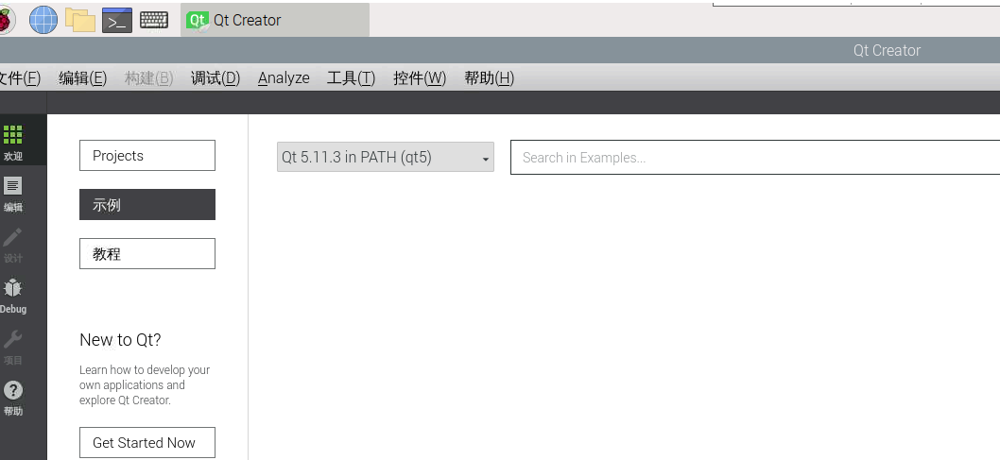 Qt Qt Creator
Qt Creator
文件(F) 编辑(E) 构建(B) 调试(D) Analyze 工具(T) 控件(W) 帮助(H)
欢迎
编辑
设计
Debug
项目
帮助
Projects
示例
教程
New to Qt?
Learn how to develop your
own applications and
explore Qt Creator.
Get Started Now
Qt 5.11.3 in PATH (qt5)
Search in Examples...